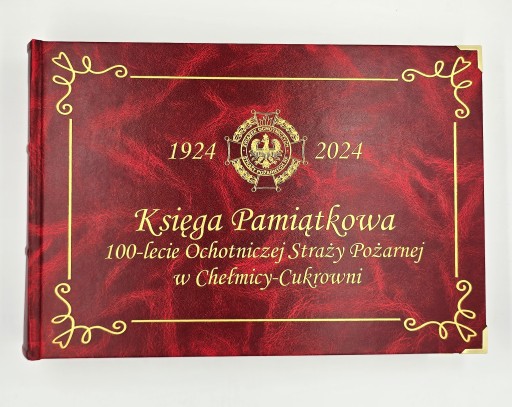 1924
2024
Księga Pamiątkowa
100-lecie Ochotniczej Straży Pożarnej
w Chełmicy-Cukrowni